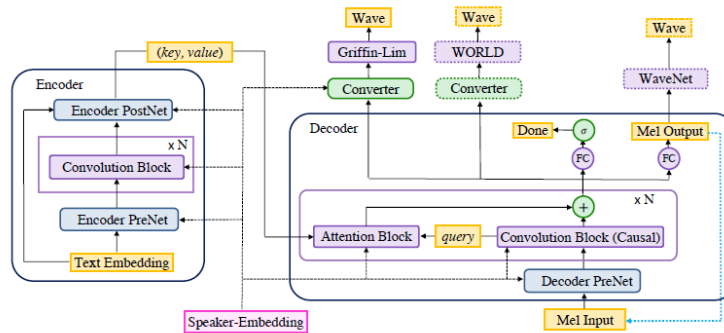 Wave
Wave
Wave
(key, value)
Griffin-Lim
WORLD
Encoder
WaveNet
Converter
Converter
Encoder PostNet
Decoder
Done
σ
Mel Output
x N
FC
FC
Convolution Block
x N
+
Encoder PreNet
Attention Block
query
Convolution Block (Causal)
Text Embedding
Decoder PreNet
Speaker-Embedding
Mel Input